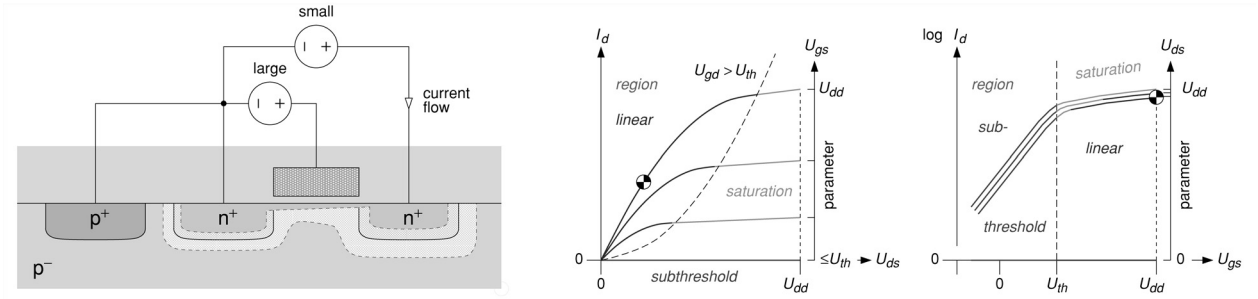 small
− +
large
− +
current
flow
p+
n+
n+
p−
Id
Ugs
Ugd > Uth
region
Udd
linear
parameter
saturation
0
≤Uth
Uds
subthreshold
0
Udd
log Id
Uds
saturation
region
Udd
sub-
linear
parameter
threshold
0
0
Ugs
0
Uth
Udd